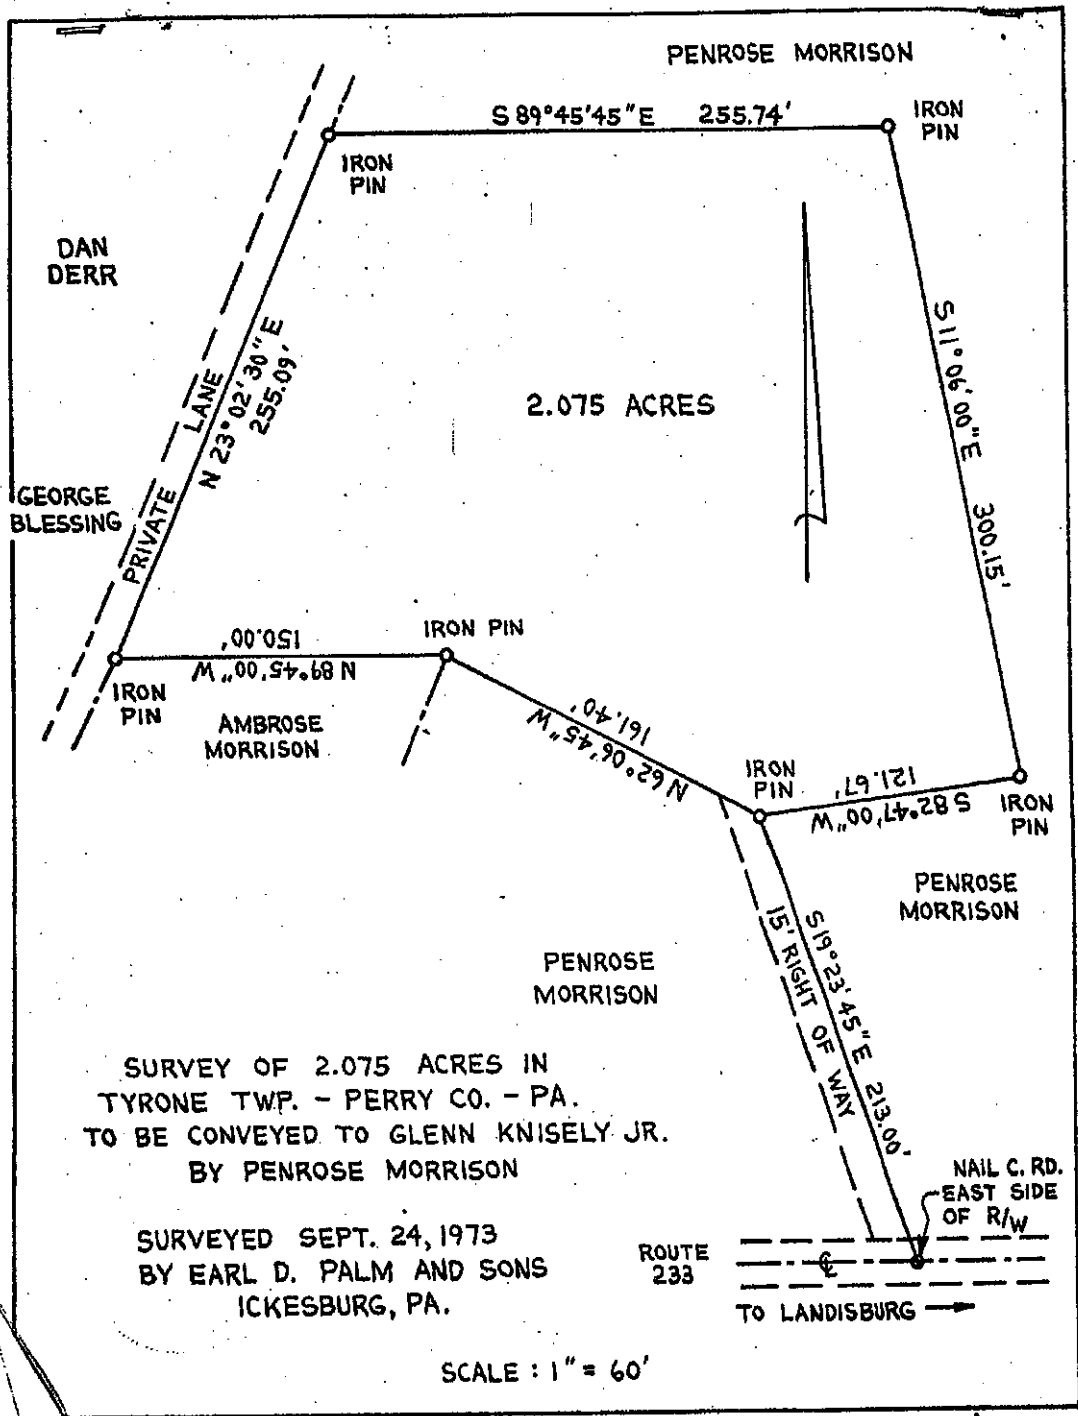 PENROSE MORRISON
S 89°45'45" E 255.74'
IRON
PIN
IRON
PIN
DAN
DERR
N 23°02'30" E
255.09'
PRIVATE LANE
S 11°06'00" E 300.15'
2.075 ACRES
GEORGE
BLESSING
IRON PIN
N 89°45'00" W
150.00'
IRON
PIN
AMBROSE
MORRISON
N 62°06'45" W
161.40'
IRON
PIN
S 82°47'00" W
121.67'
IRON
PIN
PENROSE
MORRISON
S 19°23'45" E 213.00'
15' RIGHT OF WAY
PENROSE
MORRISON
SURVEY OF 2.075 ACRES IN
TYRONE TWP. - PERRY CO. - PA.
TO BE CONVEYED TO GLENN KNISELY JR.
BY PENROSE MORRISON
NAIL C. RD.
EAST SIDE
OF R/W
SURVEYED SEPT. 24, 1973
BY EARL D. PALM AND SONS
ICKESBURG, PA.
ROUTE
233
℄
TO LANDISBURG
SCALE : 1" = 60'